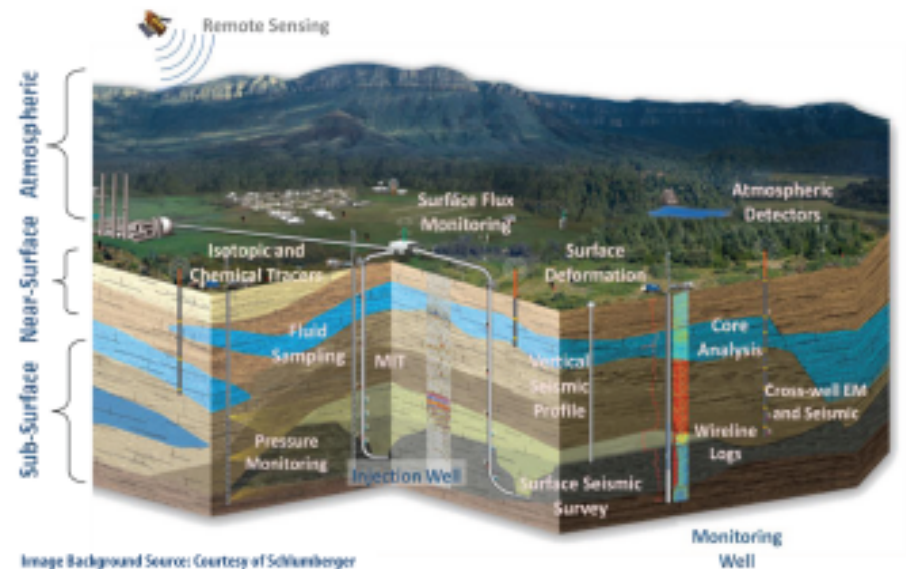 Remote Sensing
Atmospheric
Surface Flux
Monitoring
Atmospheric
Detectors
Near-Surface
Isotopic and
Chemical Tracers
Surface
Deformation
Fluid
Sampling
MIT
Vertical
Seismic
Profile
Core
Analysis
Sub-Surface
Cross-well EM
and Seismic
Pressure
Monitoring
Injection Well
Wireline
Logs
Surface Seismic
Survey
Monitoring
Well
Image Background Source: Courtesy of Schlumberger